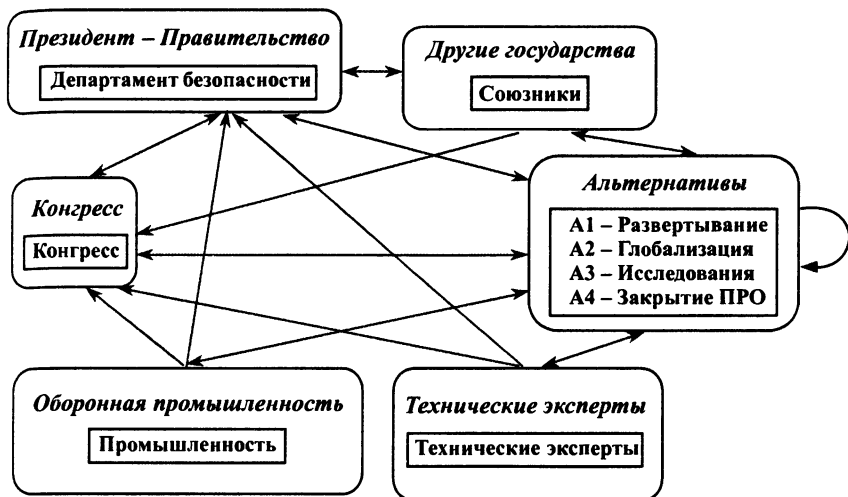 Президент – Правительство
Департамент безопасности
Другие государства
Союзники
Конгресс
Конгресс
Альтернативы
А1 – Развертывание
А2 – Глобализация
А3 – Исследования
А4 – Закрытие ПРО
Оборонная промышленность
Промышленность
Технические эксперты
Технические эксперты